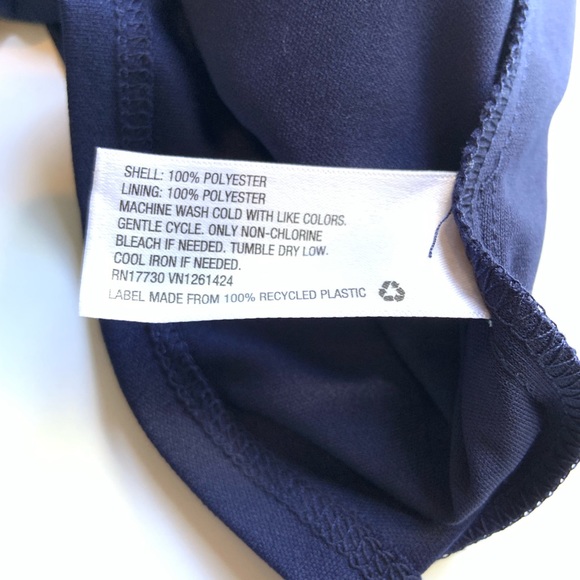 SHELL: 100% POLYESTER
LINING: 100% POLYESTER
MACHINE WASH COLD WITH LIKE COLORS.
GENTLE CYCLE. ONLY NON-CHLORINE
BLEACH IF NEEDED. TUMBLE DRY LOW.
COOL IRON IF NEEDED.
RN17730 VN1261424
LABEL MADE FROM 100% RECYCLED PLASTIC